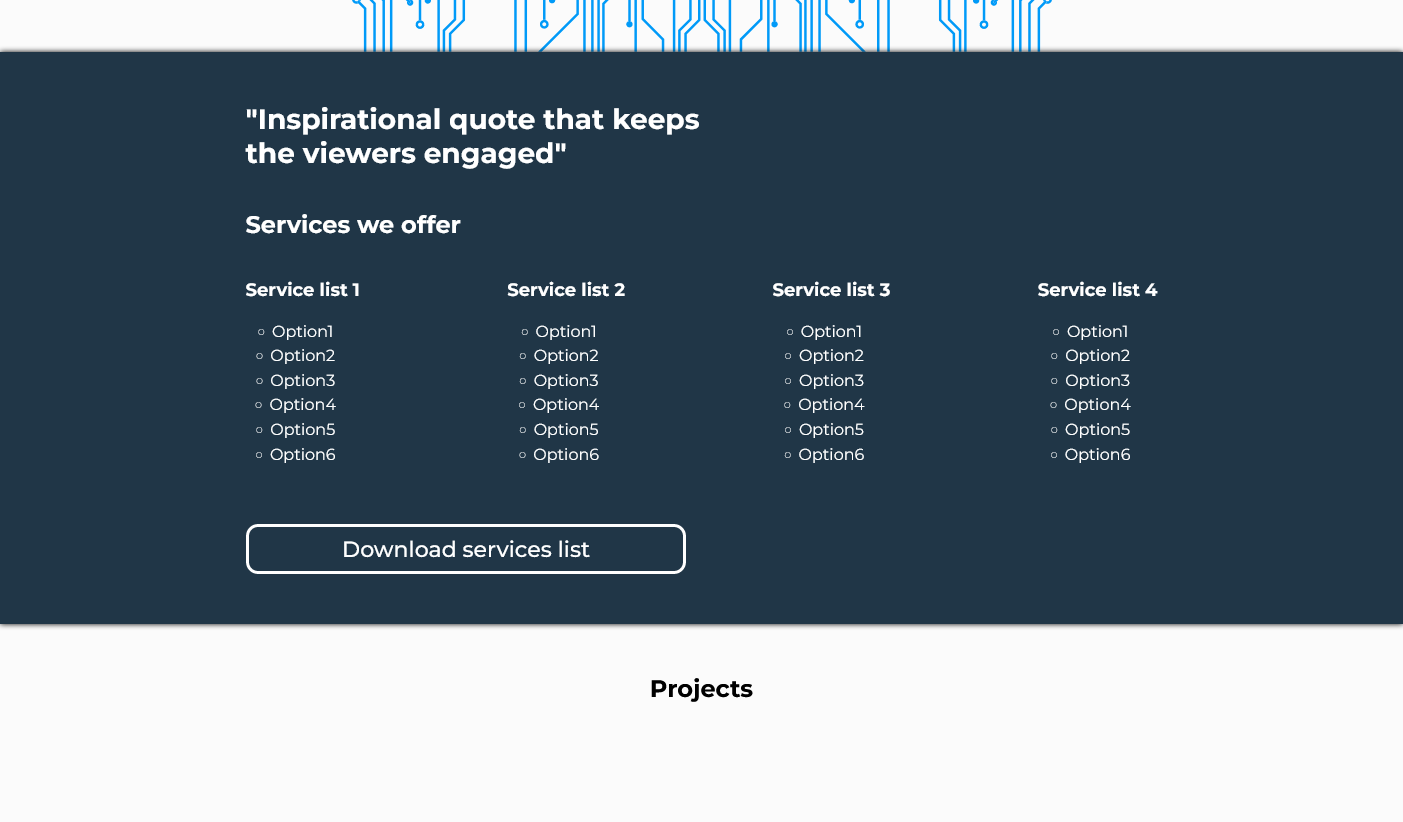 "Inspirational quote that keeps
the viewers engaged"
Services we offer
Service list 1
Option1
Option2
Option3
Option4
Option5
Option6
Service list 2
Option1
Option2
Option3
Option4
Option5
Option6
Service list 3
Option1
Option2
Option3
Option4
Option5
Option6
Service list 4
Option1
Option2
Option3
Option4
Option5
Option6
Download services list
Projects